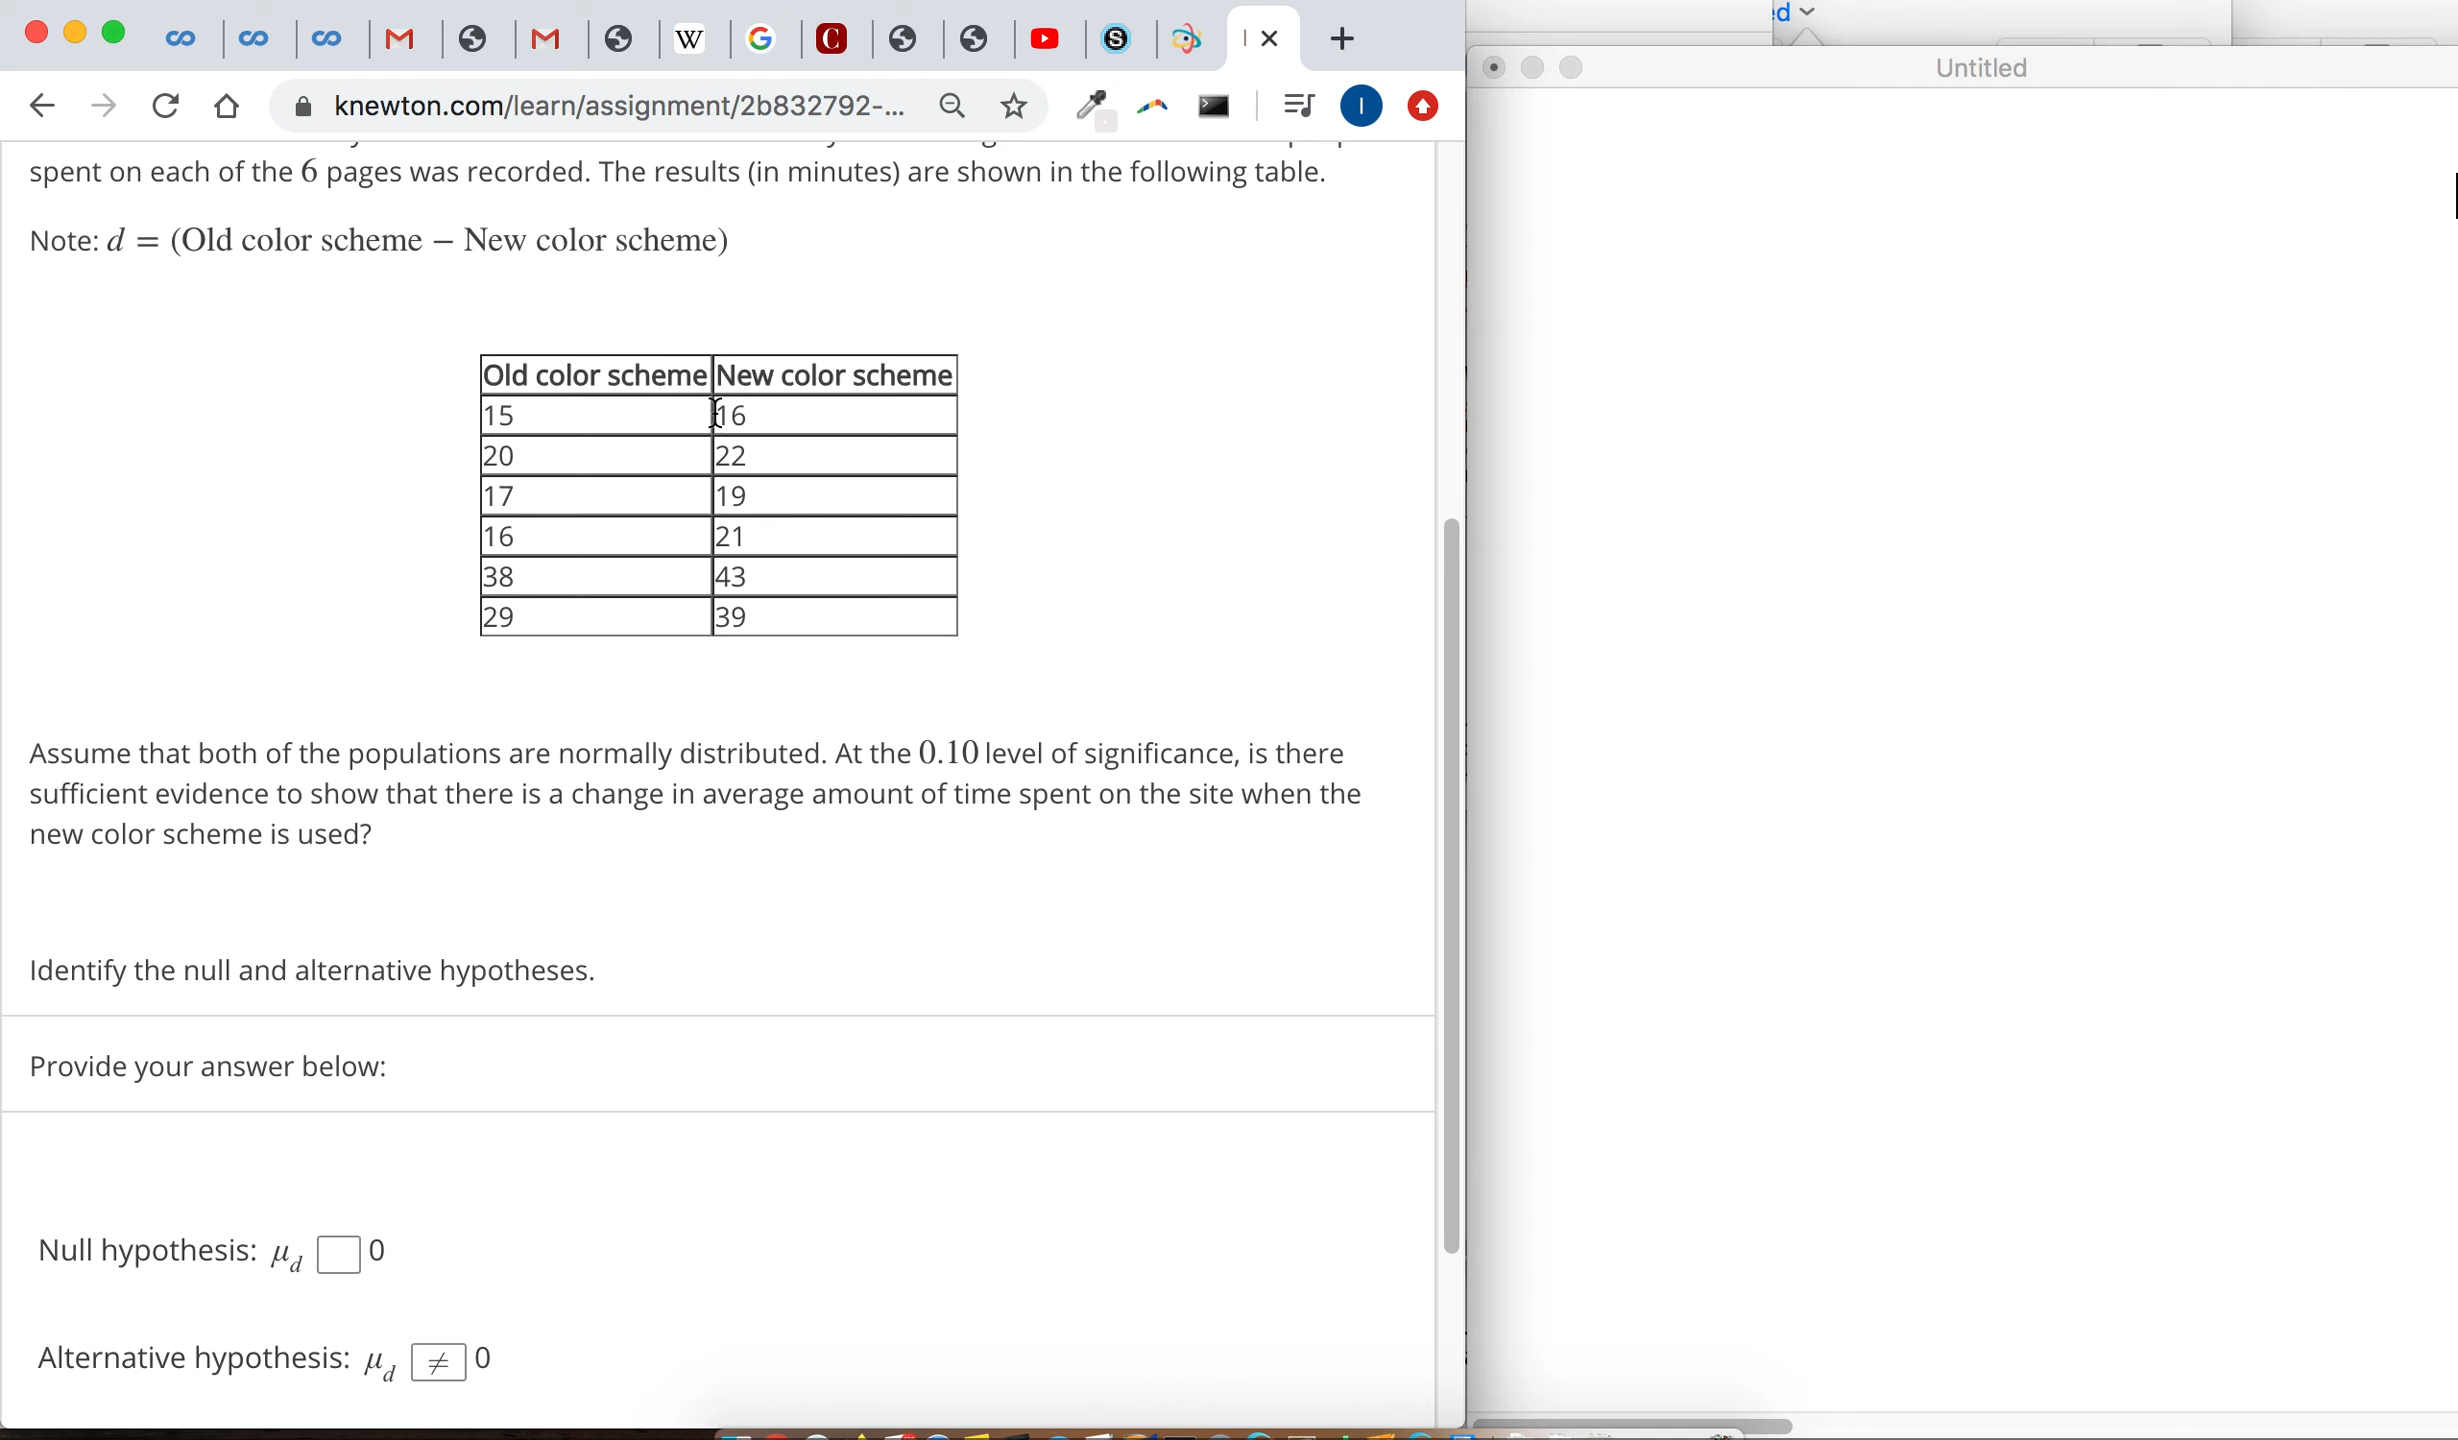 ed
Untitled
knewton.com/learn/assignment/2b832792-...
spent on each of the 6 pages was recorded. The results (in minutes) are shown in the following table.
Note: d = (Old color scheme − New color scheme)
Old color scheme New color scheme
15 16
20 22
17 19
16 21
38 43
29 39
Assume that both of the populations are normally distributed. At the 0.10 level of significance, is there
sufficient evidence to show that there is a change in average amount of time spent on the site when the
new color scheme is used?
Identify the null and alternative hypotheses.
Provide your answer below:
Null hypothesis: μd 0
Alternative hypothesis: μd ≠ 0